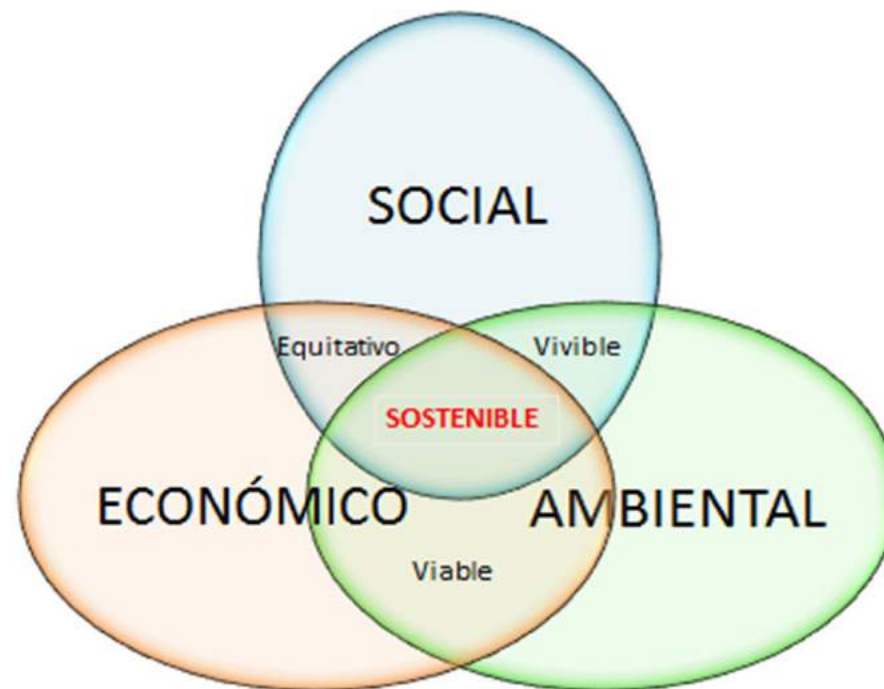 SOCIAL
Equitativo
Vivible
SOSTENIBLE
ECONÓMICO
AMBIENTAL
Viable